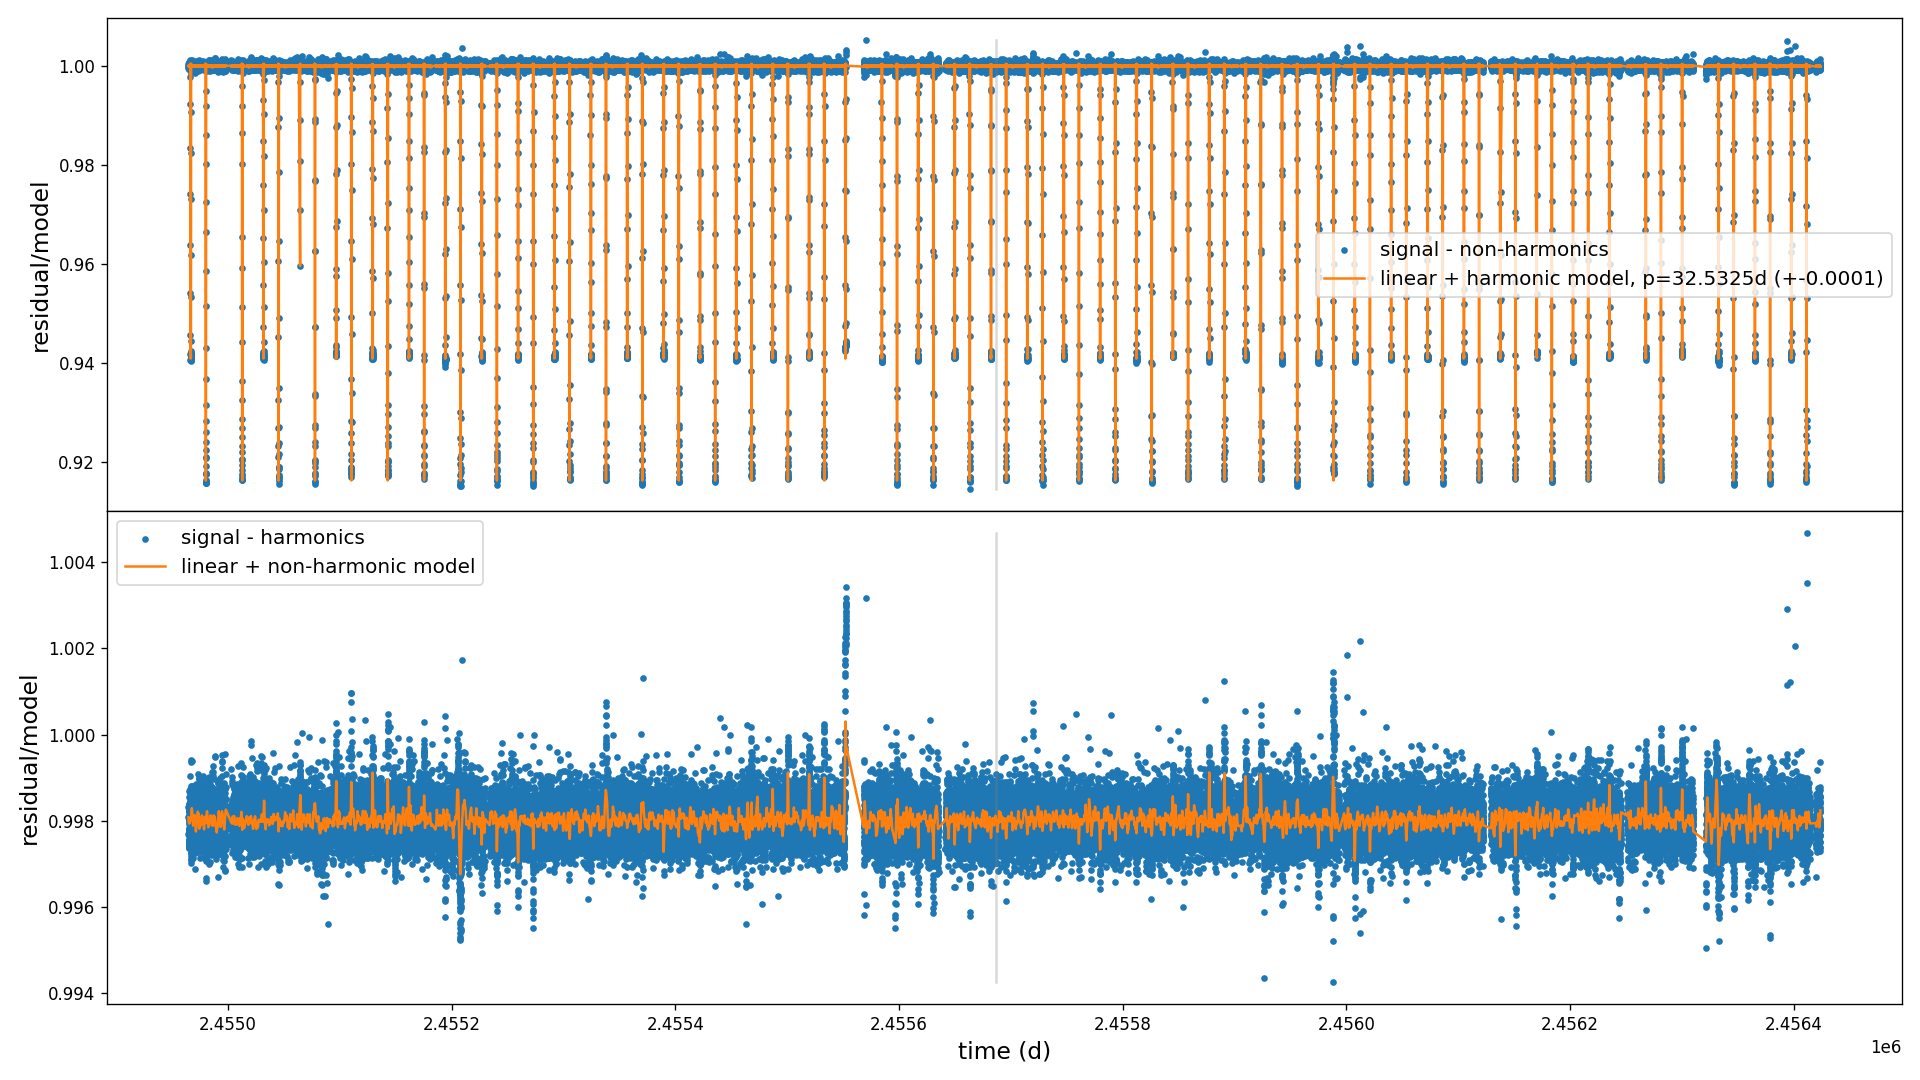 1.00
0.98
0.96
0.94
0.92
residual/model
signal - non-harmonics
linear + harmonic model, p=32.5325d (+-0.0001)
signal - harmonics
linear + non-harmonic model
1.004
1.002
1.000
0.998
0.996
0.994
residual/model
2.4550 2.4552 2.4554 2.4556 2.4558 2.4560 2.4562 2.4564
1e6
time (d)